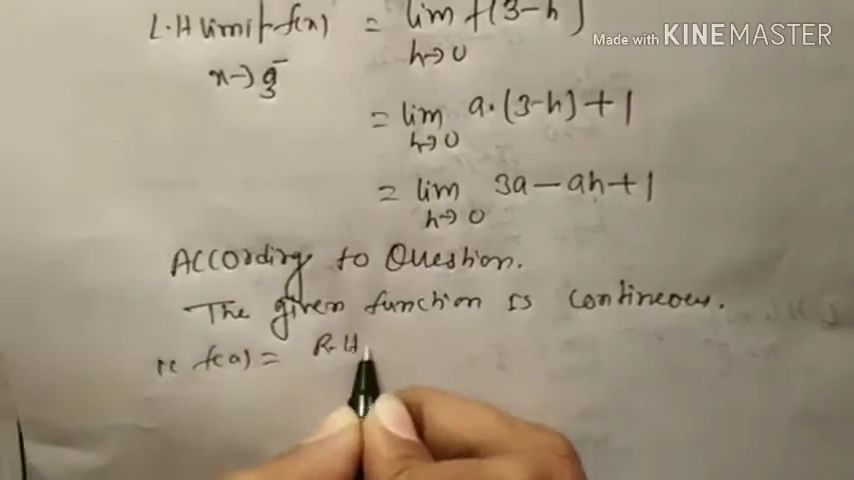 L.H limit f(x) = lim f(3-h)
x→3⁻ h→0
Made with KINEMASTER
= lim a.(3-h)+1
h→0
= lim 3a-ah+1
h→0
According to Question.
The given function is contineous.
f(a) = R.H